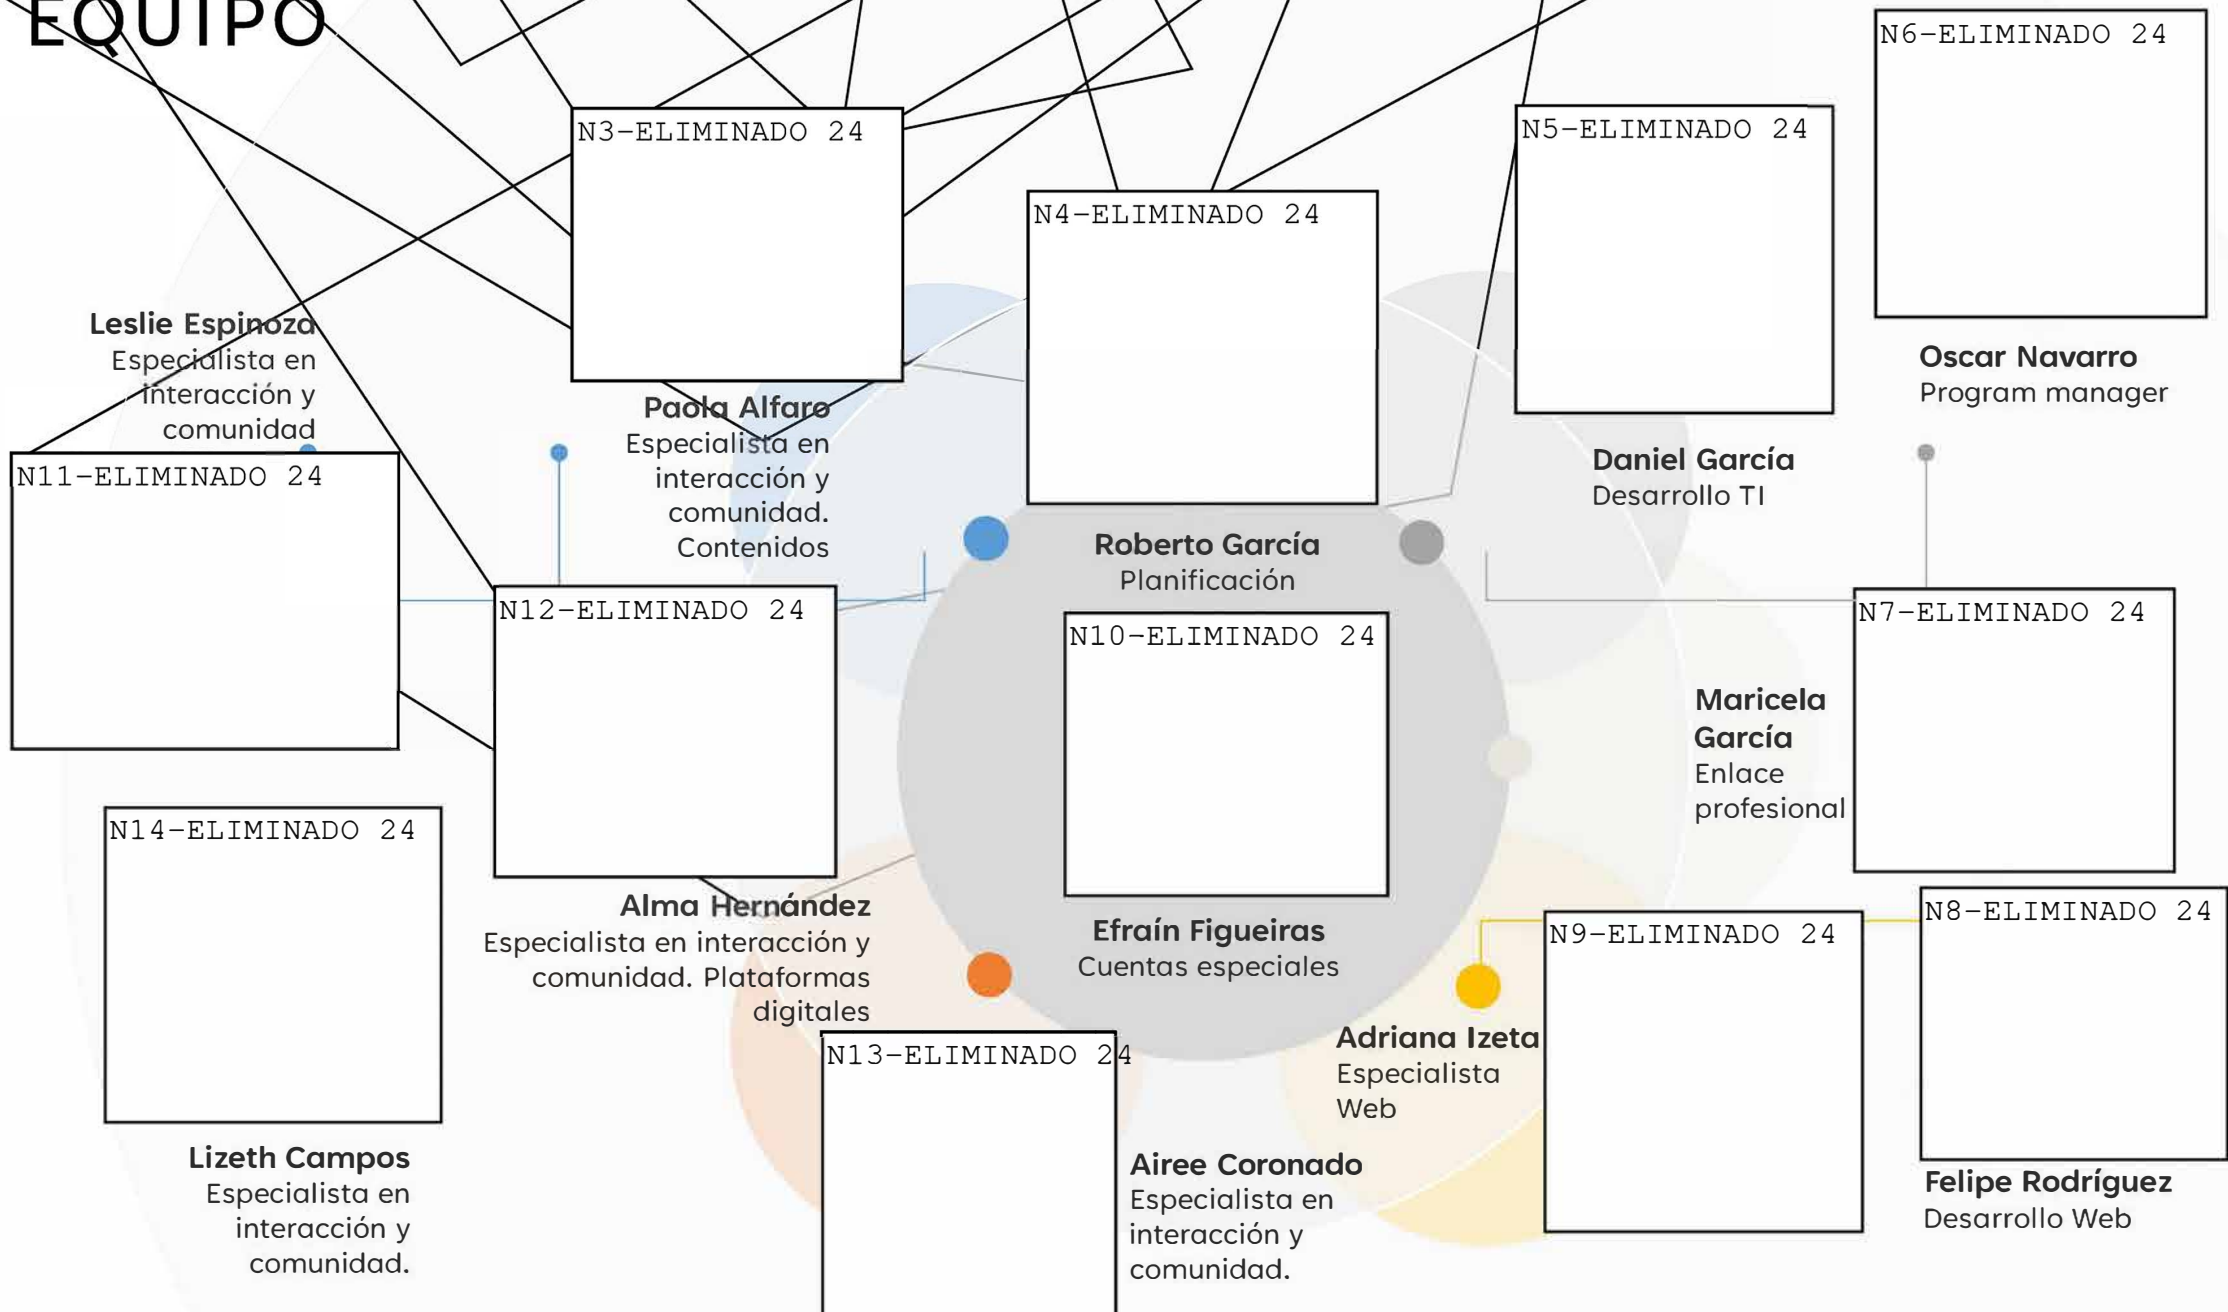 EQUIPO
N6-ELIMINADO 24
N3-ELIMINADO 24
N5-ELIMINADO 24
N4-ELIMINADO 24
Leslie Espinoza
Especialista en
interacción y
comunidad
Oscar Navarro
Program manager
Paola Alfaro
Especialista en
interacción y
comunidad.
Contenidos
Daniel García
Desarrollo TI
N11-ELIMINADO 24
Roberto García
Planificación
N12-ELIMINADO 24
N10-ELIMINADO 24
N7-ELIMINADO 24
Maricela
García
Enlace
profesional
N14-ELIMINADO 24
Alma Hernández
Especialista en interacción y
comunidad. Plataformas
digitales
Efraín Figueiras
Cuentas especiales
N9-ELIMINADO 24
N8-ELIMINADO 24
N13-ELIMINADO 24
Adriana Izeta
Especialista
Web
Lizeth Campos
Especialista en
interacción y
comunidad.
Airee Coronado
Especialista en
interacción y
comunidad.
Felipe Rodríguez
Desarrollo Web